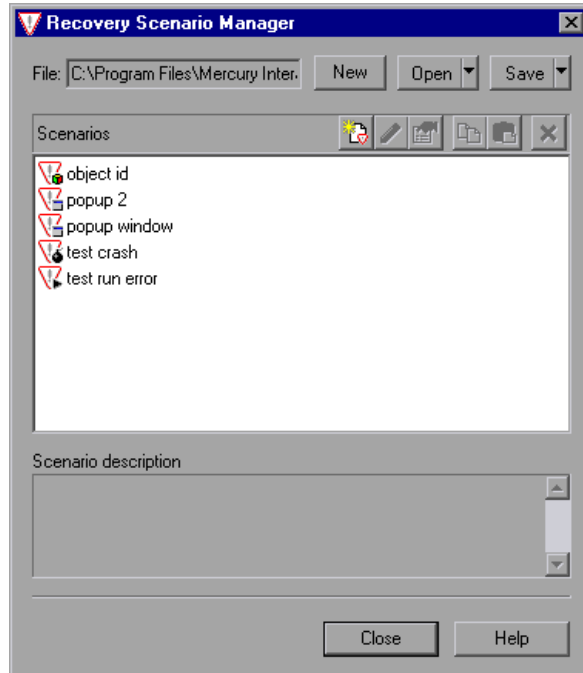 Recovery Scenario Manager
File: C:\Program Files\Mercury Inter. New Open Save
Scenarios
object id
popup 2
popup window
test crash
test run error
Scenario description
Close Help